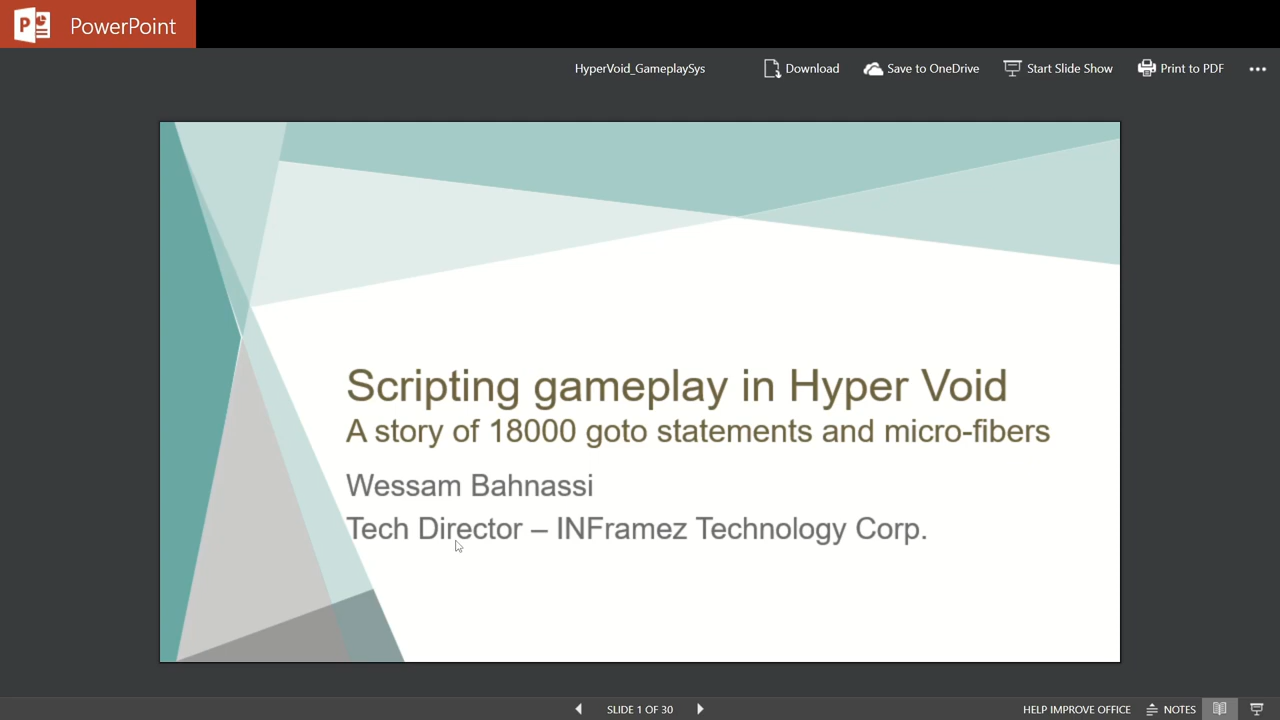 PowerPoint
HyperVoid_GameplaySys
Download
Save to OneDrive
Start Slide Show
Print to PDF
Scripting gameplay in Hyper Void
A story of 18000 goto statements and micro-fibers
Wessam Bahnassi
Tech Director – INFramez Technology Corp.
SLIDE 1 OF 30
HELP IMPROVE OFFICE
NOTES